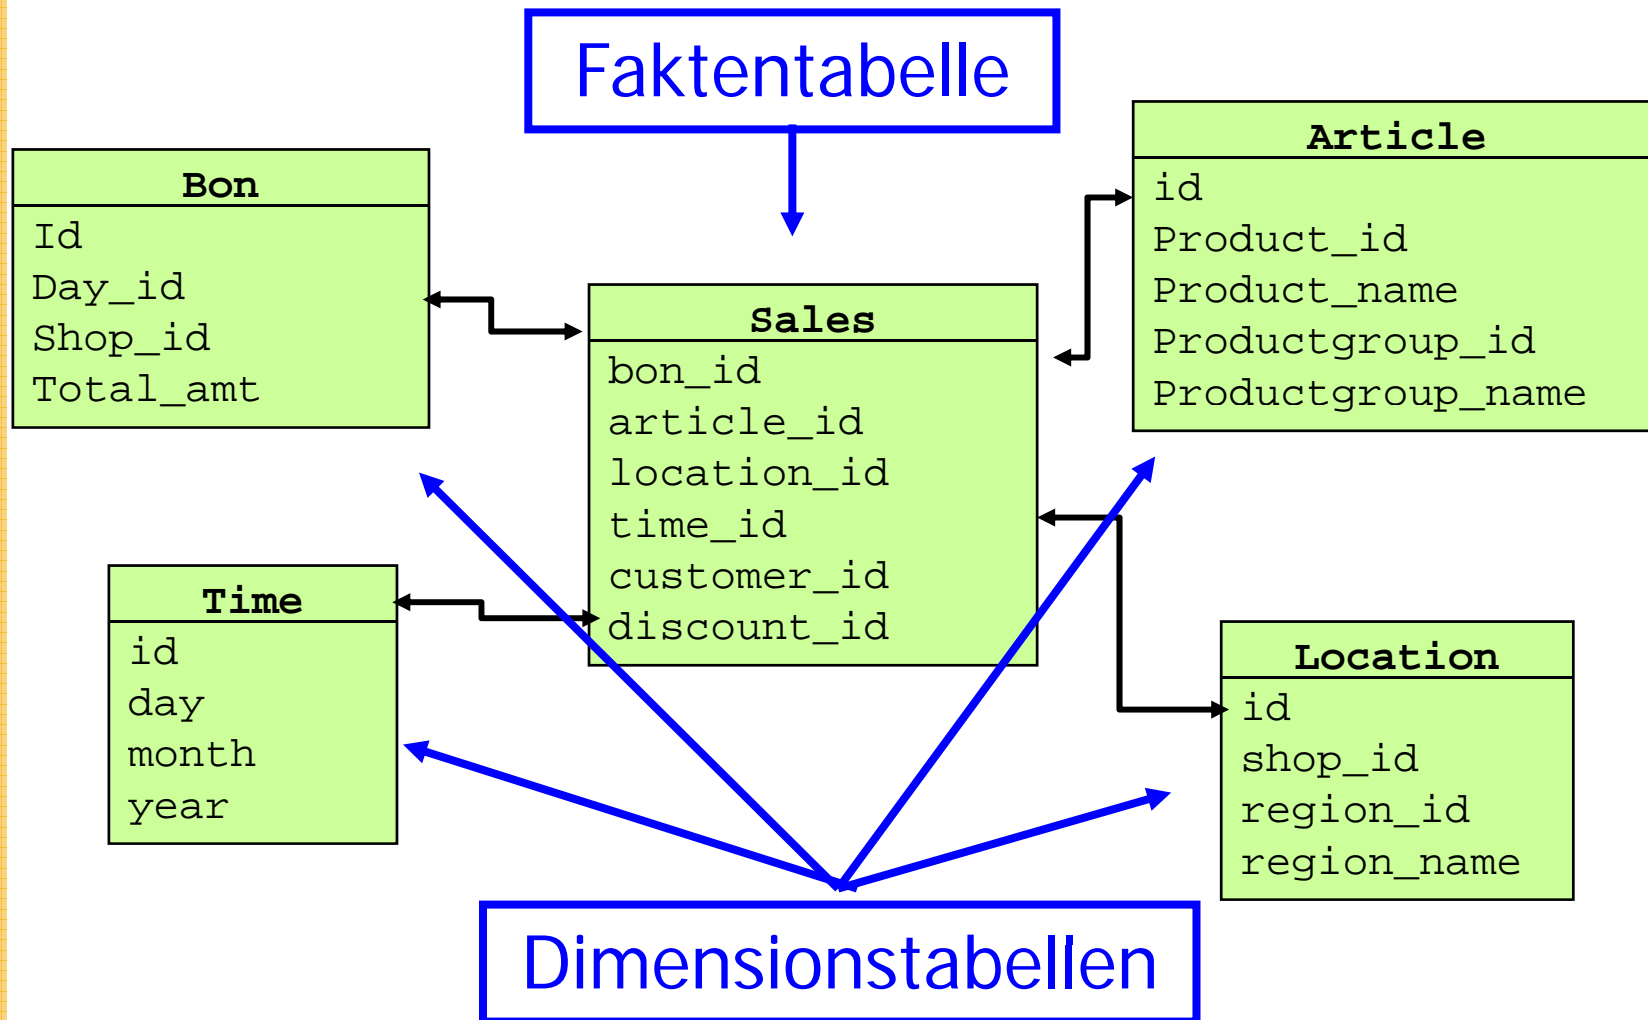 Faktentabelle
Bon
Id
Day_id
Shop_id
Total_amt
Article
id
Product_id
Product_name
Productgroup_id
Productgroup_name
Sales
bon_id
article_id
location_id
time_id
customer_id
discount_id
Time
id
day
month
year
Location
id
shop_id
region_id
region_name
Dimensionstabellen